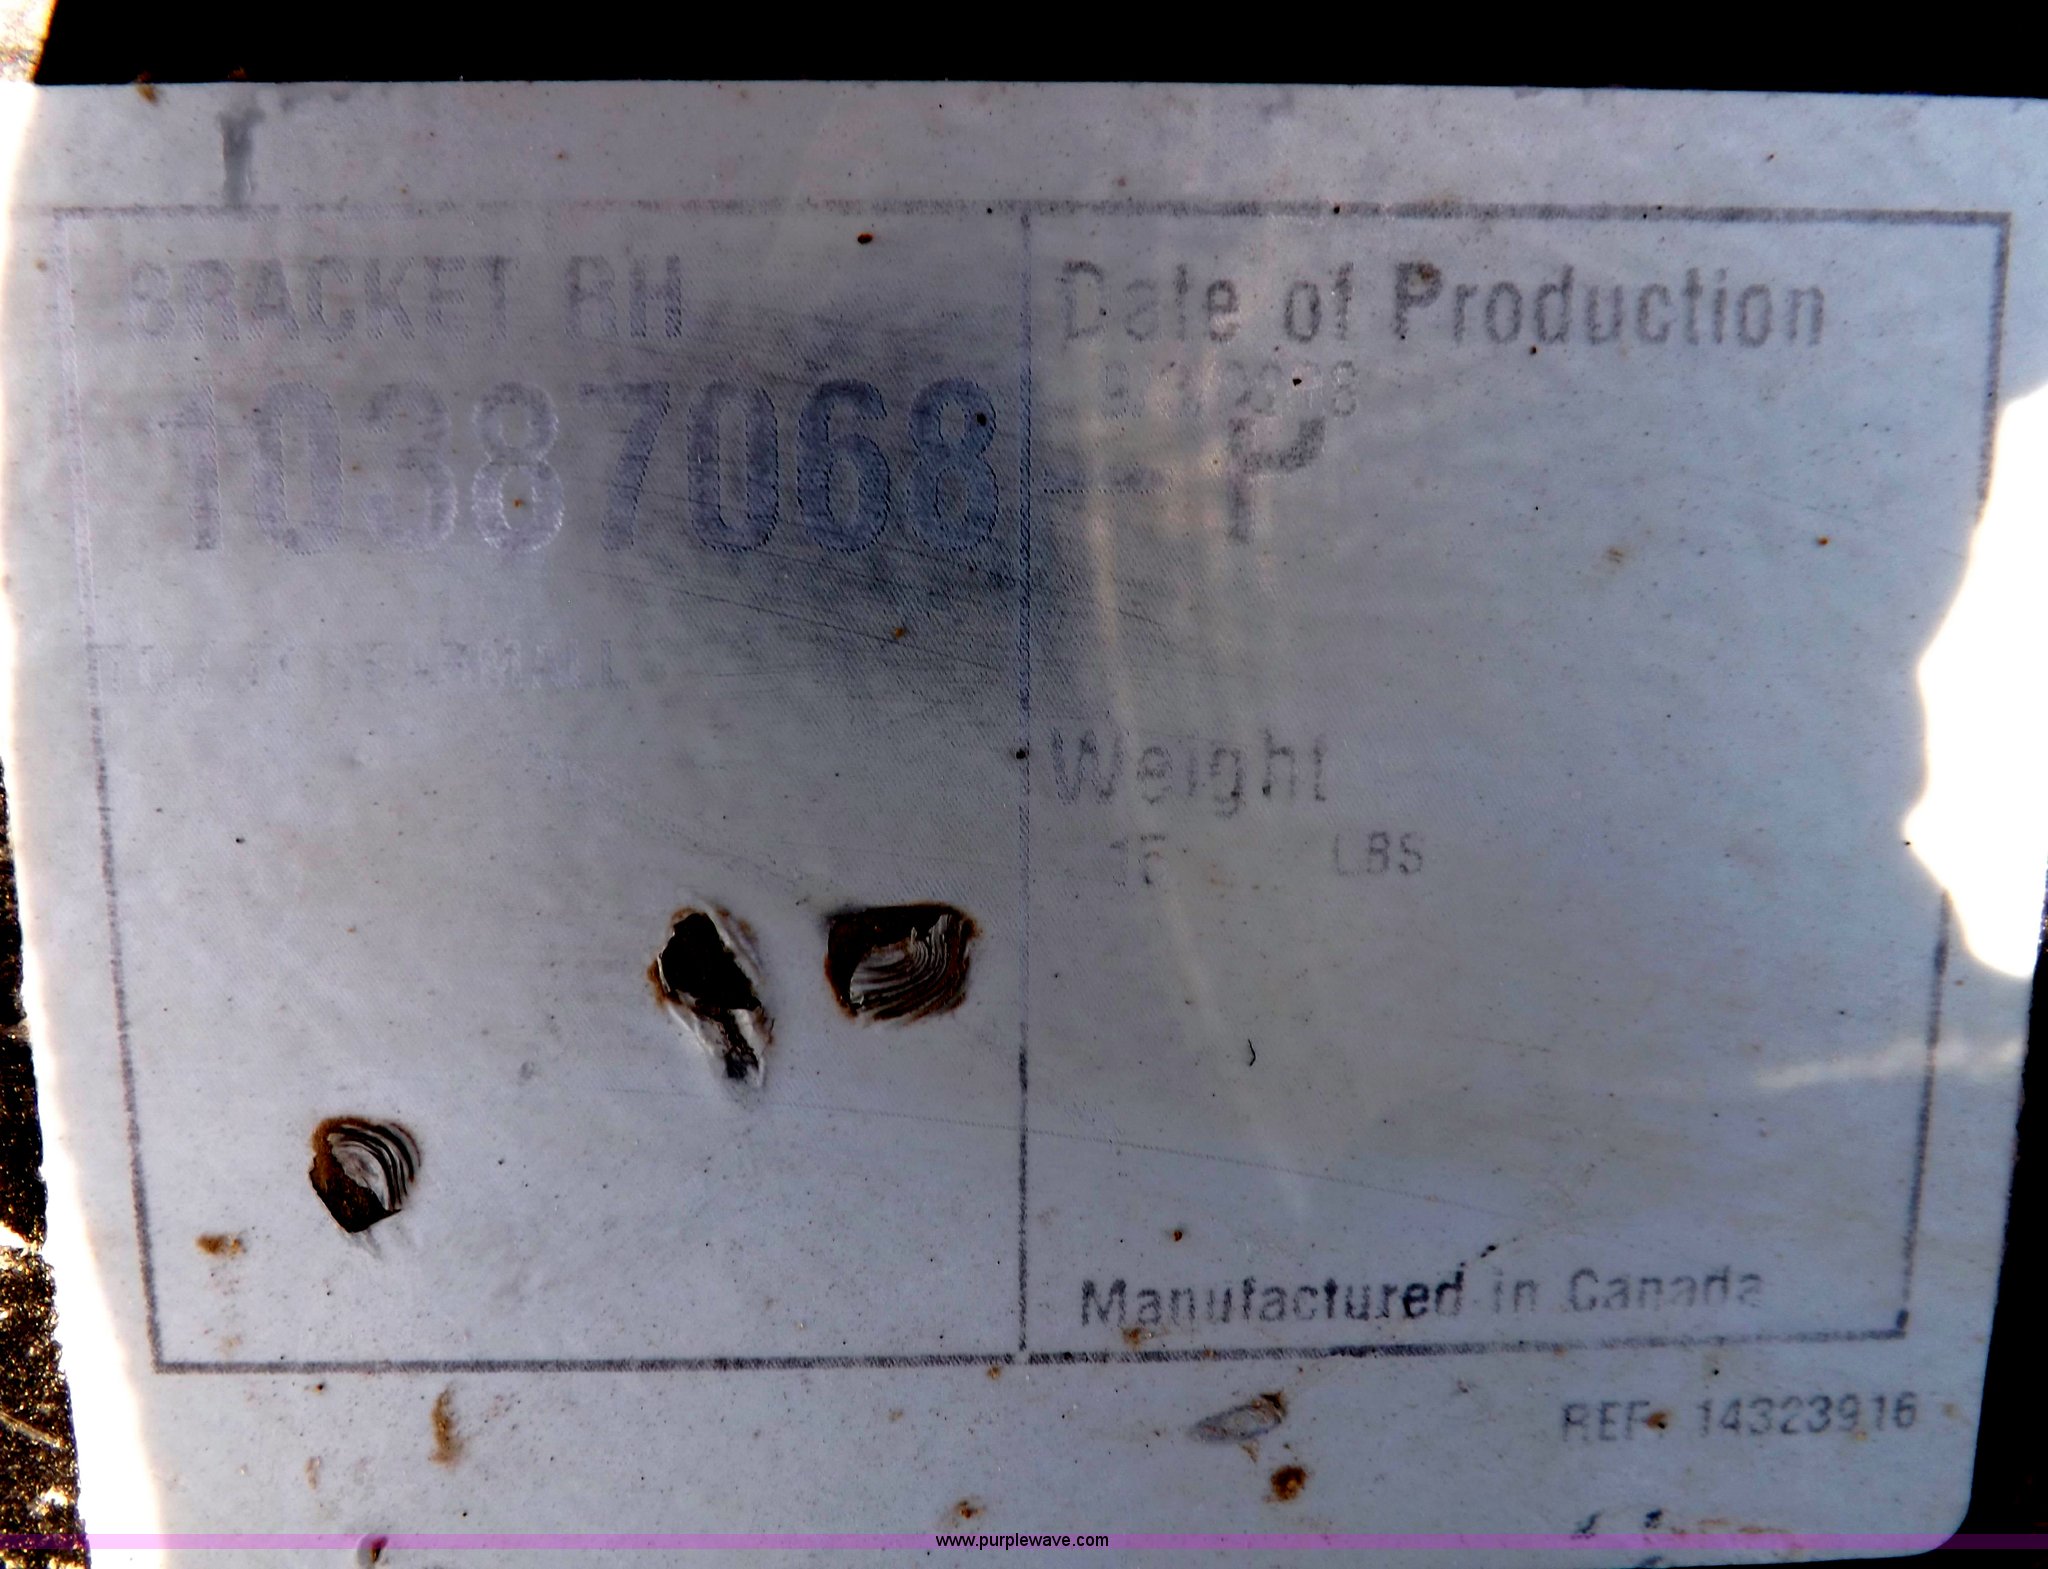 BRACKET RH
10387068
Date of Production
P
Weight
LBS
Manufactured in Canada
REF: 14323916
www.purplewave.com